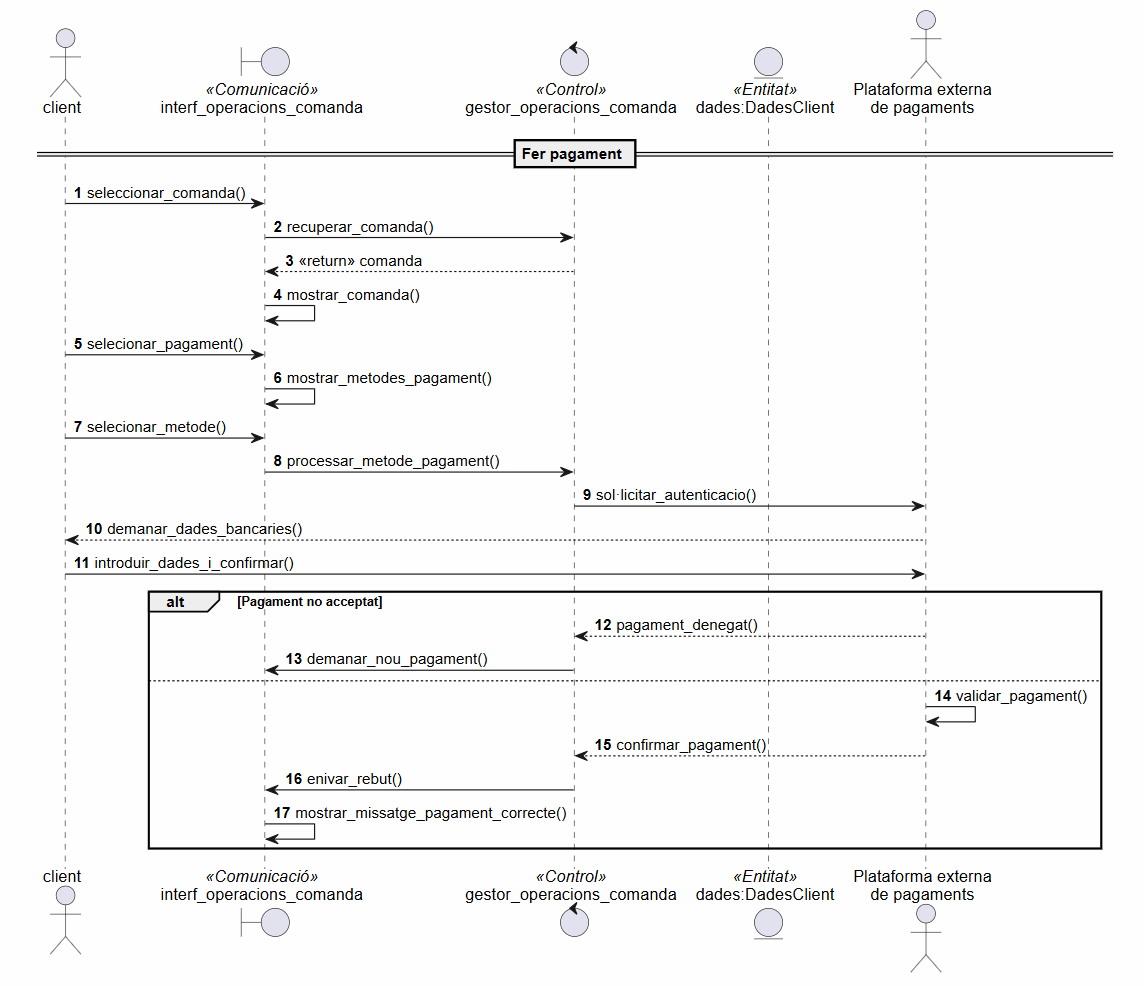 client
«Comunicació»
interf_operacions_comanda
«Control»
gestor_operacions_comanda
«Entitat»
dades:DadesClient
Plataforma externa
de pagaments
Fer pagament
1 seleccionar_comanda()
2 recuperar_comanda()
3 «return» comanda
4 mostrar_comanda()
5 selecionar_pagament()
6 mostrar_metodes_pagament()
7 selecionar_metode()
8 processar_metode_pagament()
9 sol·licitar_autenticacio()
10 demanar_dades_bancaries()
11 introduir_dades_i_confirmar()
alt [Pagament no acceptat]
12 pagament_denegat()
13 demanar_nou_pagament()
14 validar_pagament()
15 confirmar_pagament()
16 enivar_rebut()
17 mostrar_missatge_pagament_correcte()
client
«Comunicació»
interf_operacions_comanda
«Control»
gestor_operacions_comanda
«Entitat»
dades:DadesClient
Plataforma externa
de pagaments